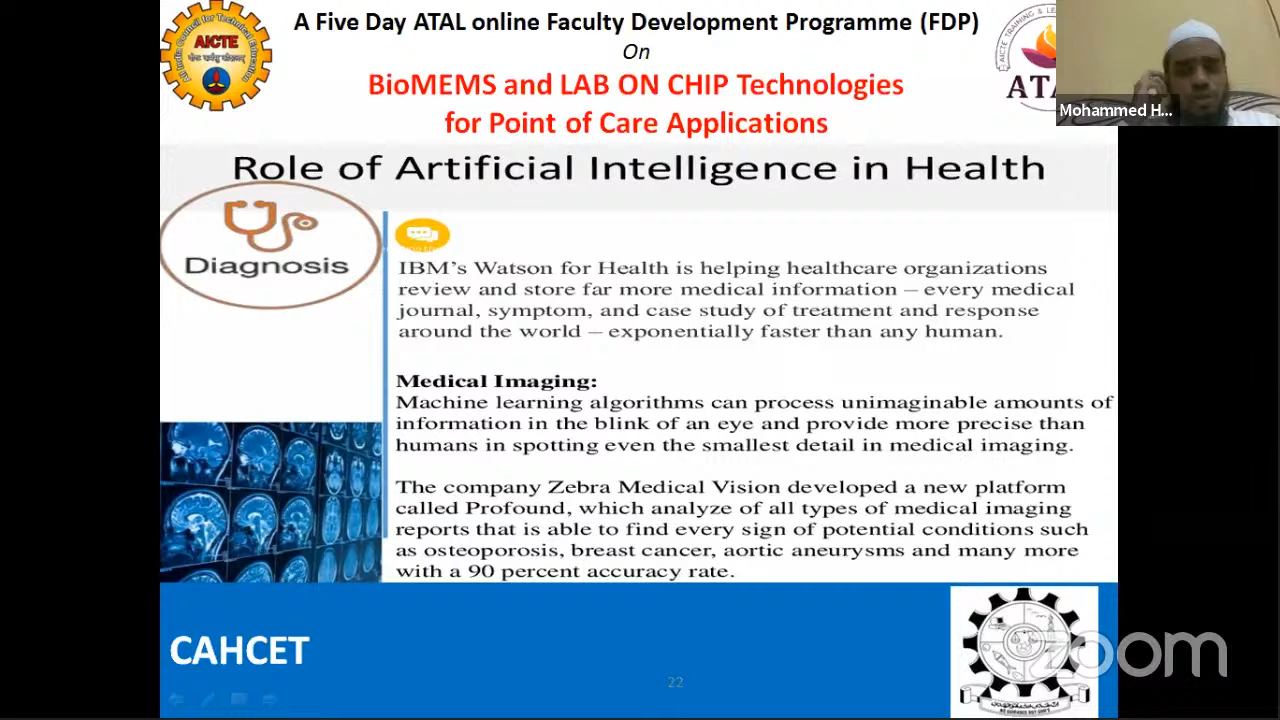 A Five Day ATAL online Faculty Development Programme (FDP)
On
BioMEMS and LAB ON CHIP Technologies
for Point of Care Applications
AICTE
ATA
Mohammed H...
Role of Artificial Intelligence in Health
Diagnosis
IBM's Watson for Health is helping healthcare organizations
review and store far more medical information – every medical
journal, symptom, and case study of treatment and response
around the world – exponentially faster than any human.
Medical Imaging:
Machine learning algorithms can process unimaginable amounts of
information in the blink of an eye and provide more precise than
humans in spotting even the smallest detail in medical imaging.
The company Zebra Medical Vision developed a new platform
called Profound, which analyze of all types of medical imaging
reports that is able to find every sign of potential conditions such
as osteoporosis, breast cancer, aortic aneurysms and many more
with a 90 percent accuracy rate.
CAHCET
22
zoom